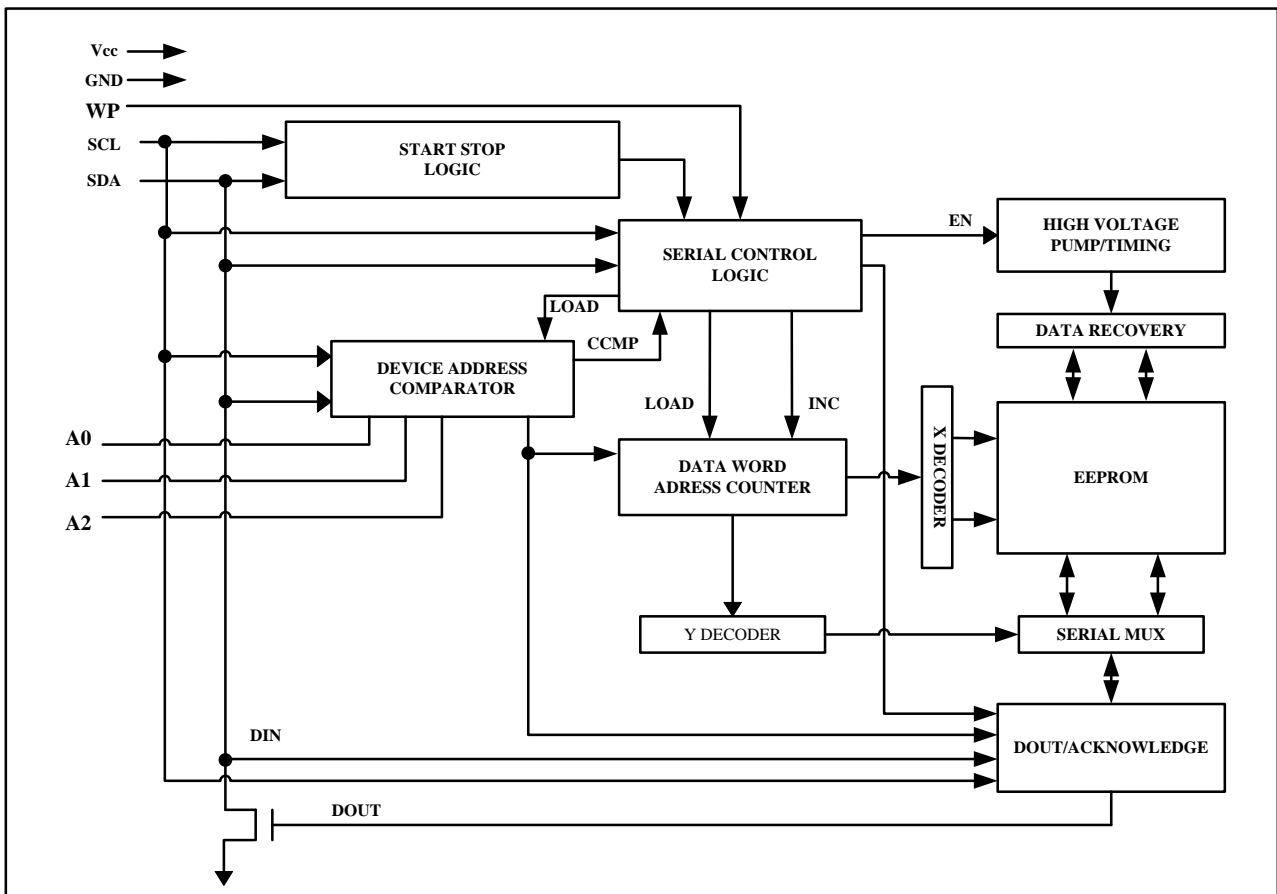 Vcc
GND
WP
SCL
SDA
START STOP
LOGIC
SERIAL CONTROL
LOGIC
EN
HIGH VOLTAGE
PUMP/TIMING
LOAD
CCMP
DATA RECOVERY
DEVICE ADDRESS
COMPARATOR
LOAD
INC
A0
A1
A2
DATA WORD
ADRESS COUNTER
X DECODER
EEPROM
Y DECODER
SERIAL MUX
DIN
DOUT/ACKNOWLEDGE
DOUT